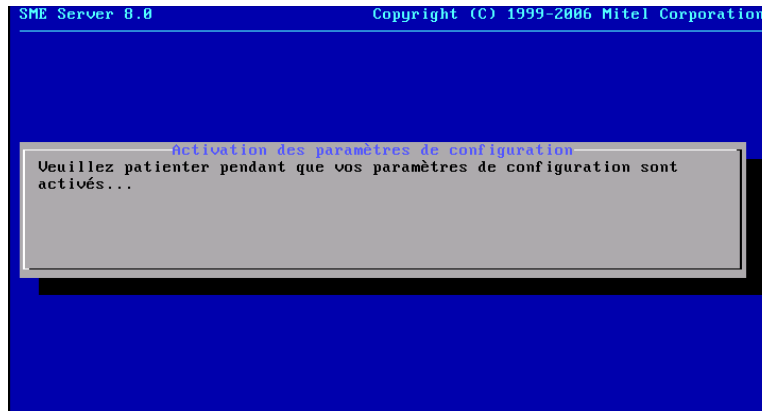 SME Server 8.0 Copyright (C) 1999-2006 Mitel Corporation
Activation des paramètres de configuration
Veuillez patienter pendant que vos paramètres de configuration sont
activés...